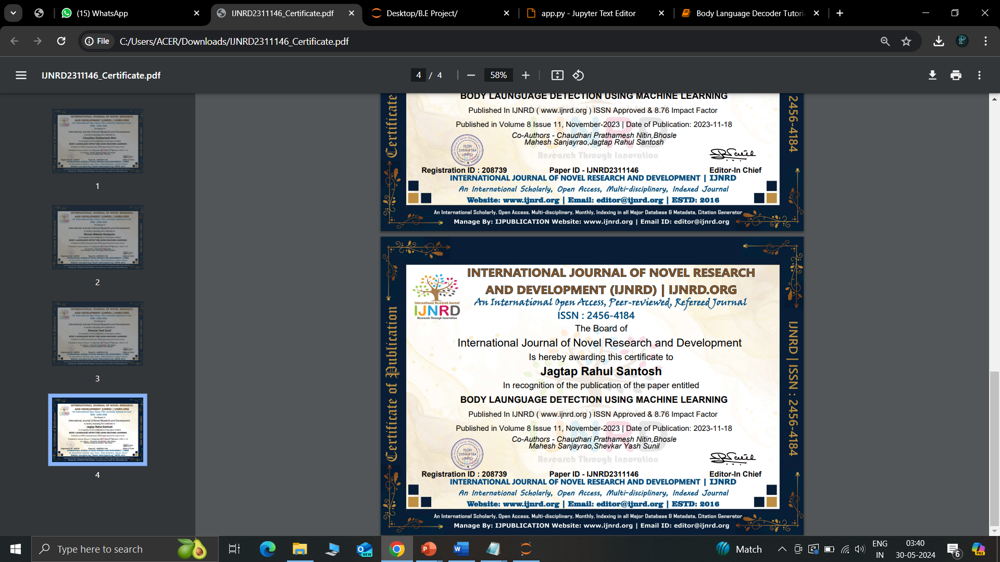 (15) WhatsApp
IJNRD2311146_Certificate.pdf
Desktop/B.E Project/
app.py - Jupyter Text Editor
Body Language Decoder Tutori
File
C:/Users/ACER/Downloads/IJNRD2311146_Certificate.pdf
IJNRD2311146_Certificate.pdf
4 / 4
58%
1
2
3
4
Certificate
2456-4184
BODY LAUNGUAGE DETECTION USING MACHINE LEARNING
Published In IJNRD ( www.ijnrd.org ) ISSN Approved & 8.76 Impact Factor
Published in Volume 8 Issue 11, November-2023 | Date of Publication: 2023-11-18
Co-Authors - Chaudhari Prathamesh Nitin,Bhosle
Mahesh Sanjayrao,Jagtap Rahul Santosh
Research Through Innovation
Registration ID : 208739
Paper ID - IJNRD2311146
Editor-In Chief
INTERNATIONAL JOURNAL OF NOVEL RESEARCH AND DEVELOPMENT | IJNRD
An International Scholarly, Open Access, Multi-disciplinary, Indexed Journal
Website: www.ijnrd.org | Email: editor@ijnrd.org | ESTD: 2016
An International Scholarly, Open Access, Multi-disciplinary, Monthly, Indexing in all Major Database & Metadata, Citation Generator
Manage By: IJPUBLICATION Website: www.ijnrd.org | Email ID: editor@ijnrd.org
Certificate of Publication
IJNRD | ISSN : 2456-4184
International Research Journal
IJNRD
Research Through Innovation
INTERNATIONAL JOURNAL OF NOVEL RESEARCH
AND DEVELOPMENT (IJNRD) | IJNRD.ORG
An International Open Access, Peer-reviewed, Refereed Journal
ISSN : 2456-4184
The Board of
International Journal of Novel Research and Development
Is hereby awarding this certificate to
Jagtap Rahul Santosh
In recognition of the publication of the paper entitled
BODY LAUNGUAGE DETECTION USING MACHINE LEARNING
Published In IJNRD ( www.ijnrd.org ) ISSN Approved & 8.76 Impact Factor
Published in Volume 8 Issue 11, November-2023 | Date of Publication: 2023-11-18
Co-Authors - Chaudhari Prathamesh Nitin,Bhosle
Mahesh Sanjayrao,Shevkar Yash Sunil
Research Through Innovation
ISSN
2456-4184
IJNRD
Registration ID : 208739
Paper ID - IJNRD2311146
Editor-In Chief
INTERNATIONAL JOURNAL OF NOVEL RESEARCH AND DEVELOPMENT | IJNRD
An International Scholarly, Open Access, Multi-disciplinary, Indexed Journal
Website: www.ijnrd.org | Email: editor@ijnrd.org | ESTD: 2016
An International Scholarly, Open Access, Multi-disciplinary, Monthly, Indexing in all Major Database & Metadata, Citation Generator
Manage By: IJPUBLICATION Website: www.ijnrd.org | Email ID: editor@ijnrd.org
Type here to search
Match
ENG
IN
03:40
30-05-2024
6